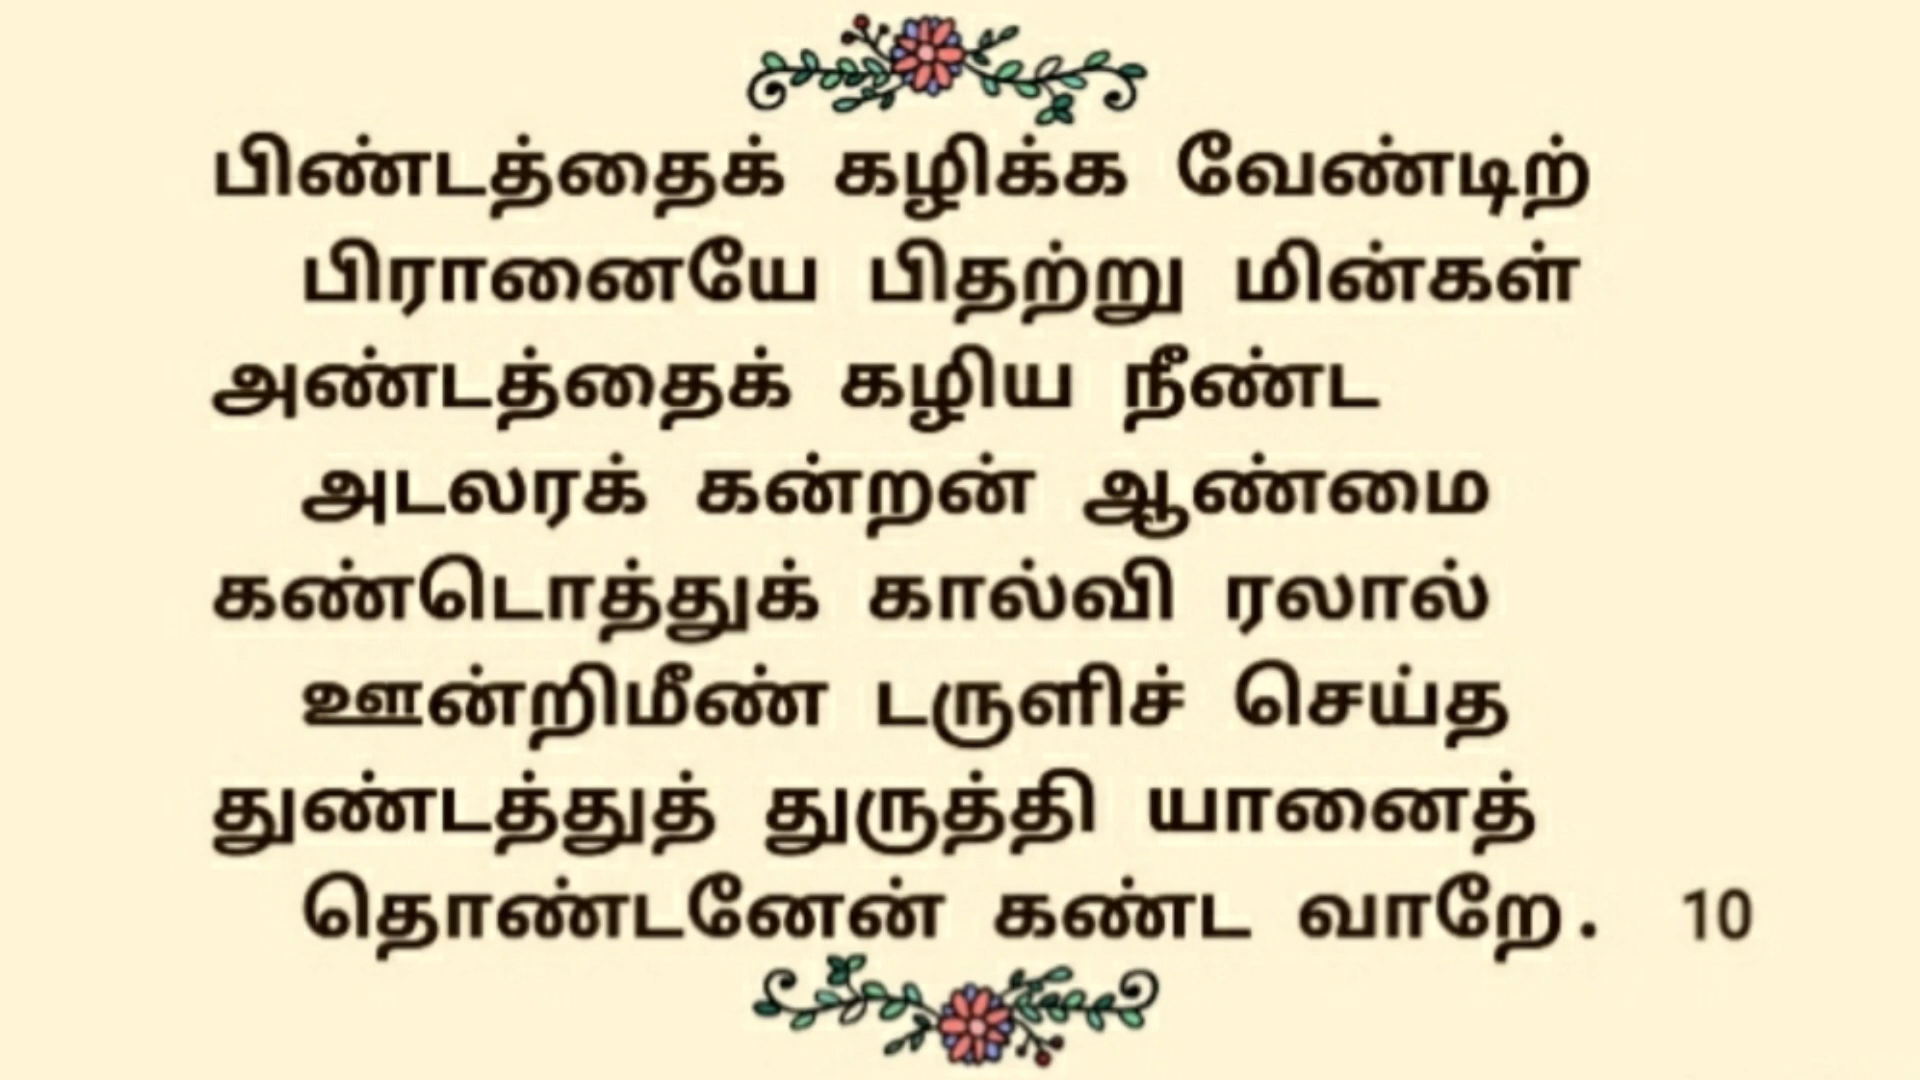 பிண்டத்தைக் கழிக்க வேண்டிற்
பிரானையே பிதற்று மின்கள்
அண்டத்தைக் கழிய நீண்ட
அடலரக் கன்றன் ஆண்மை
கண்டொத்துக் கால்வி ரலால்
ஊன்றிமீண் டருளிச் செய்த
துண்டத்துத் துருத்தி யானைத்
தொண்டனேன் கண்ட வாறே. 10